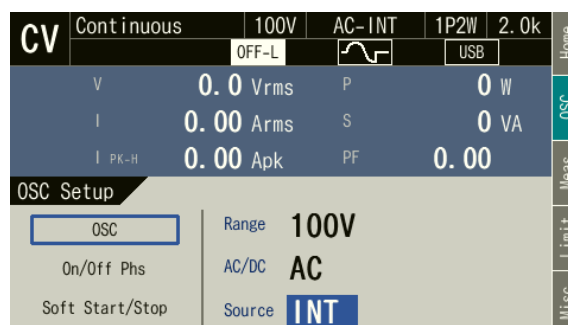 CV Continuous 100V AC-INT 1P2W 2.0k
OFF-L USB
V 0.0 Vrms P 0 W
I 0.00 Arms S 0 VA
I PK-H 0.00 Apk PF 0.00
OSC Setup
OSC Range 100V
On/Off Phs AC/DC AC
Soft Start/Stop Source INT
Home
OSC
Meas
Limit
Misc